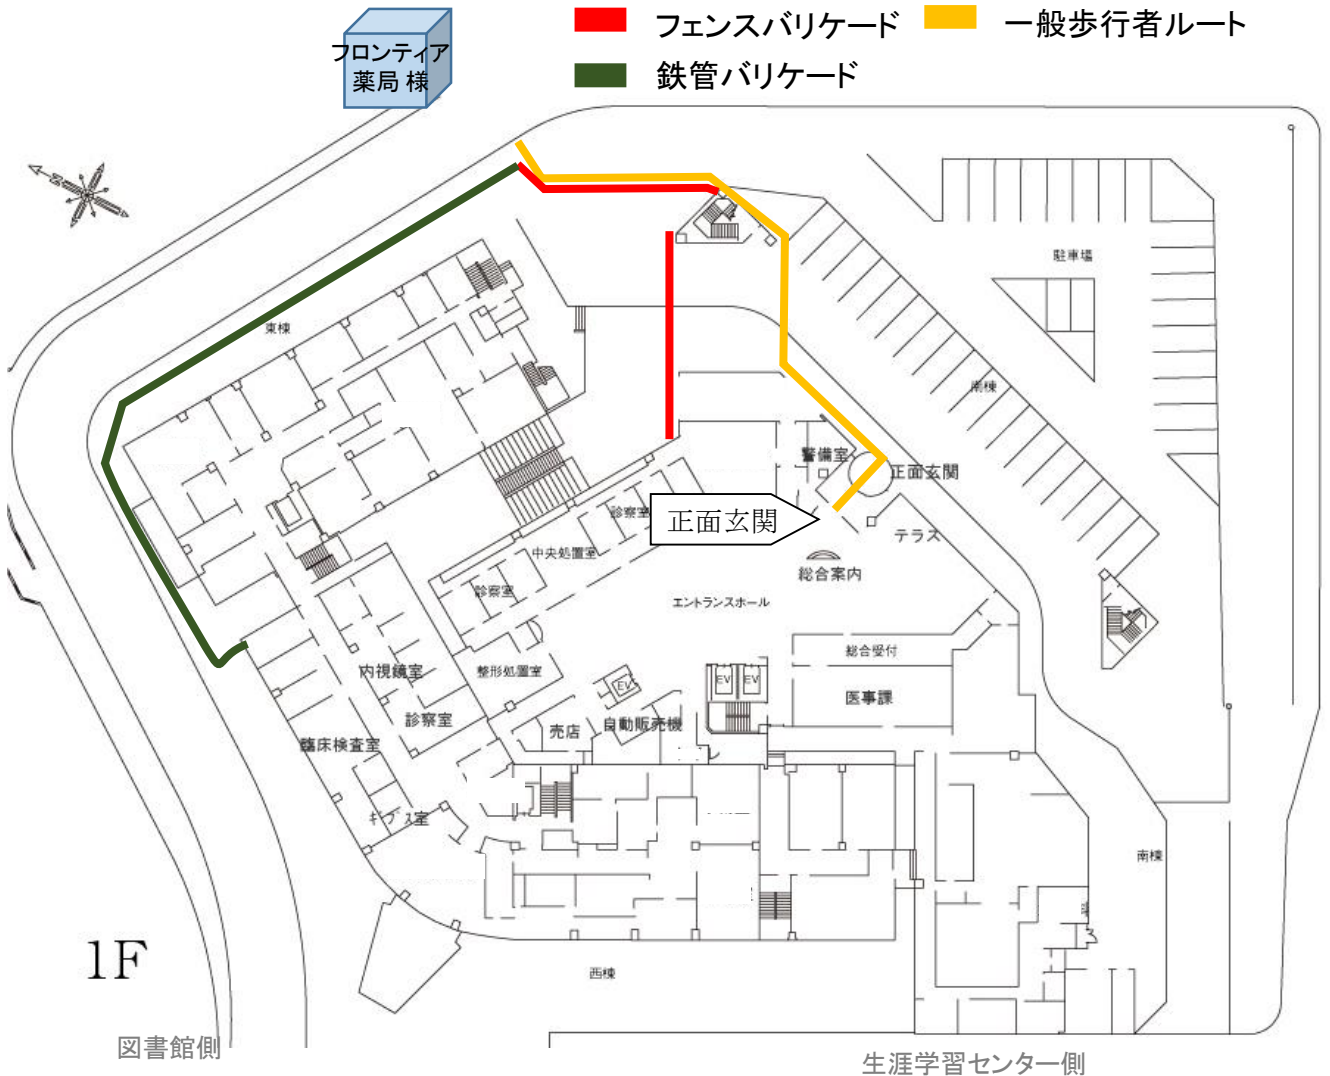 フェンスバリケード
一般歩行者ルート
鉄管バリケード
フロンティア
薬局 様
N
駐車場
東棟
南棟
警備室
正面玄関
正面玄関
テラス
診察室
中央処置室
診察室
総合案内
エントランスホール
総合受付
内視鏡室
整形処置室
EV
EV
EV
医事課
診察室
売店
自動販売機
臨床検査室
ギプス室
南棟
西棟
1F
図書館側
生涯学習センター側